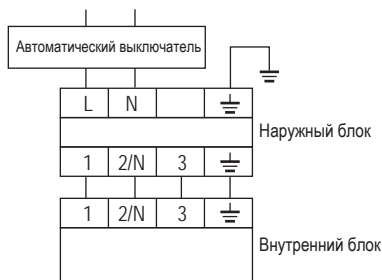 Автоматический выключатель
L N
Наружный блок
1 2/N 3
1 2/N 3
Внутренний блок